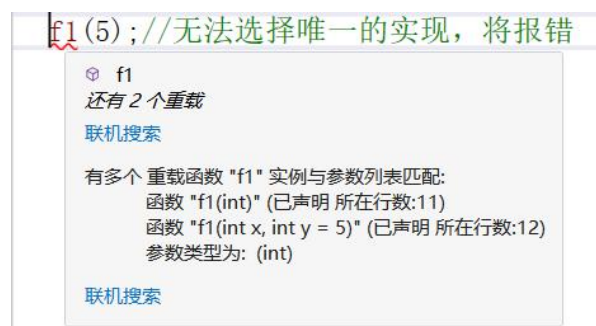 f1(5);//无法选择唯一的实现，将报错
f1
还有 2 个重载
联机搜索
有多个 重载函数 "f1" 实例与参数列表匹配:
函数 "f1(int)" (已声明 所在行数:11)
函数 "f1(int x, int y = 5)" (已声明 所在行数:12)
参数类型为: (int)
联机搜索